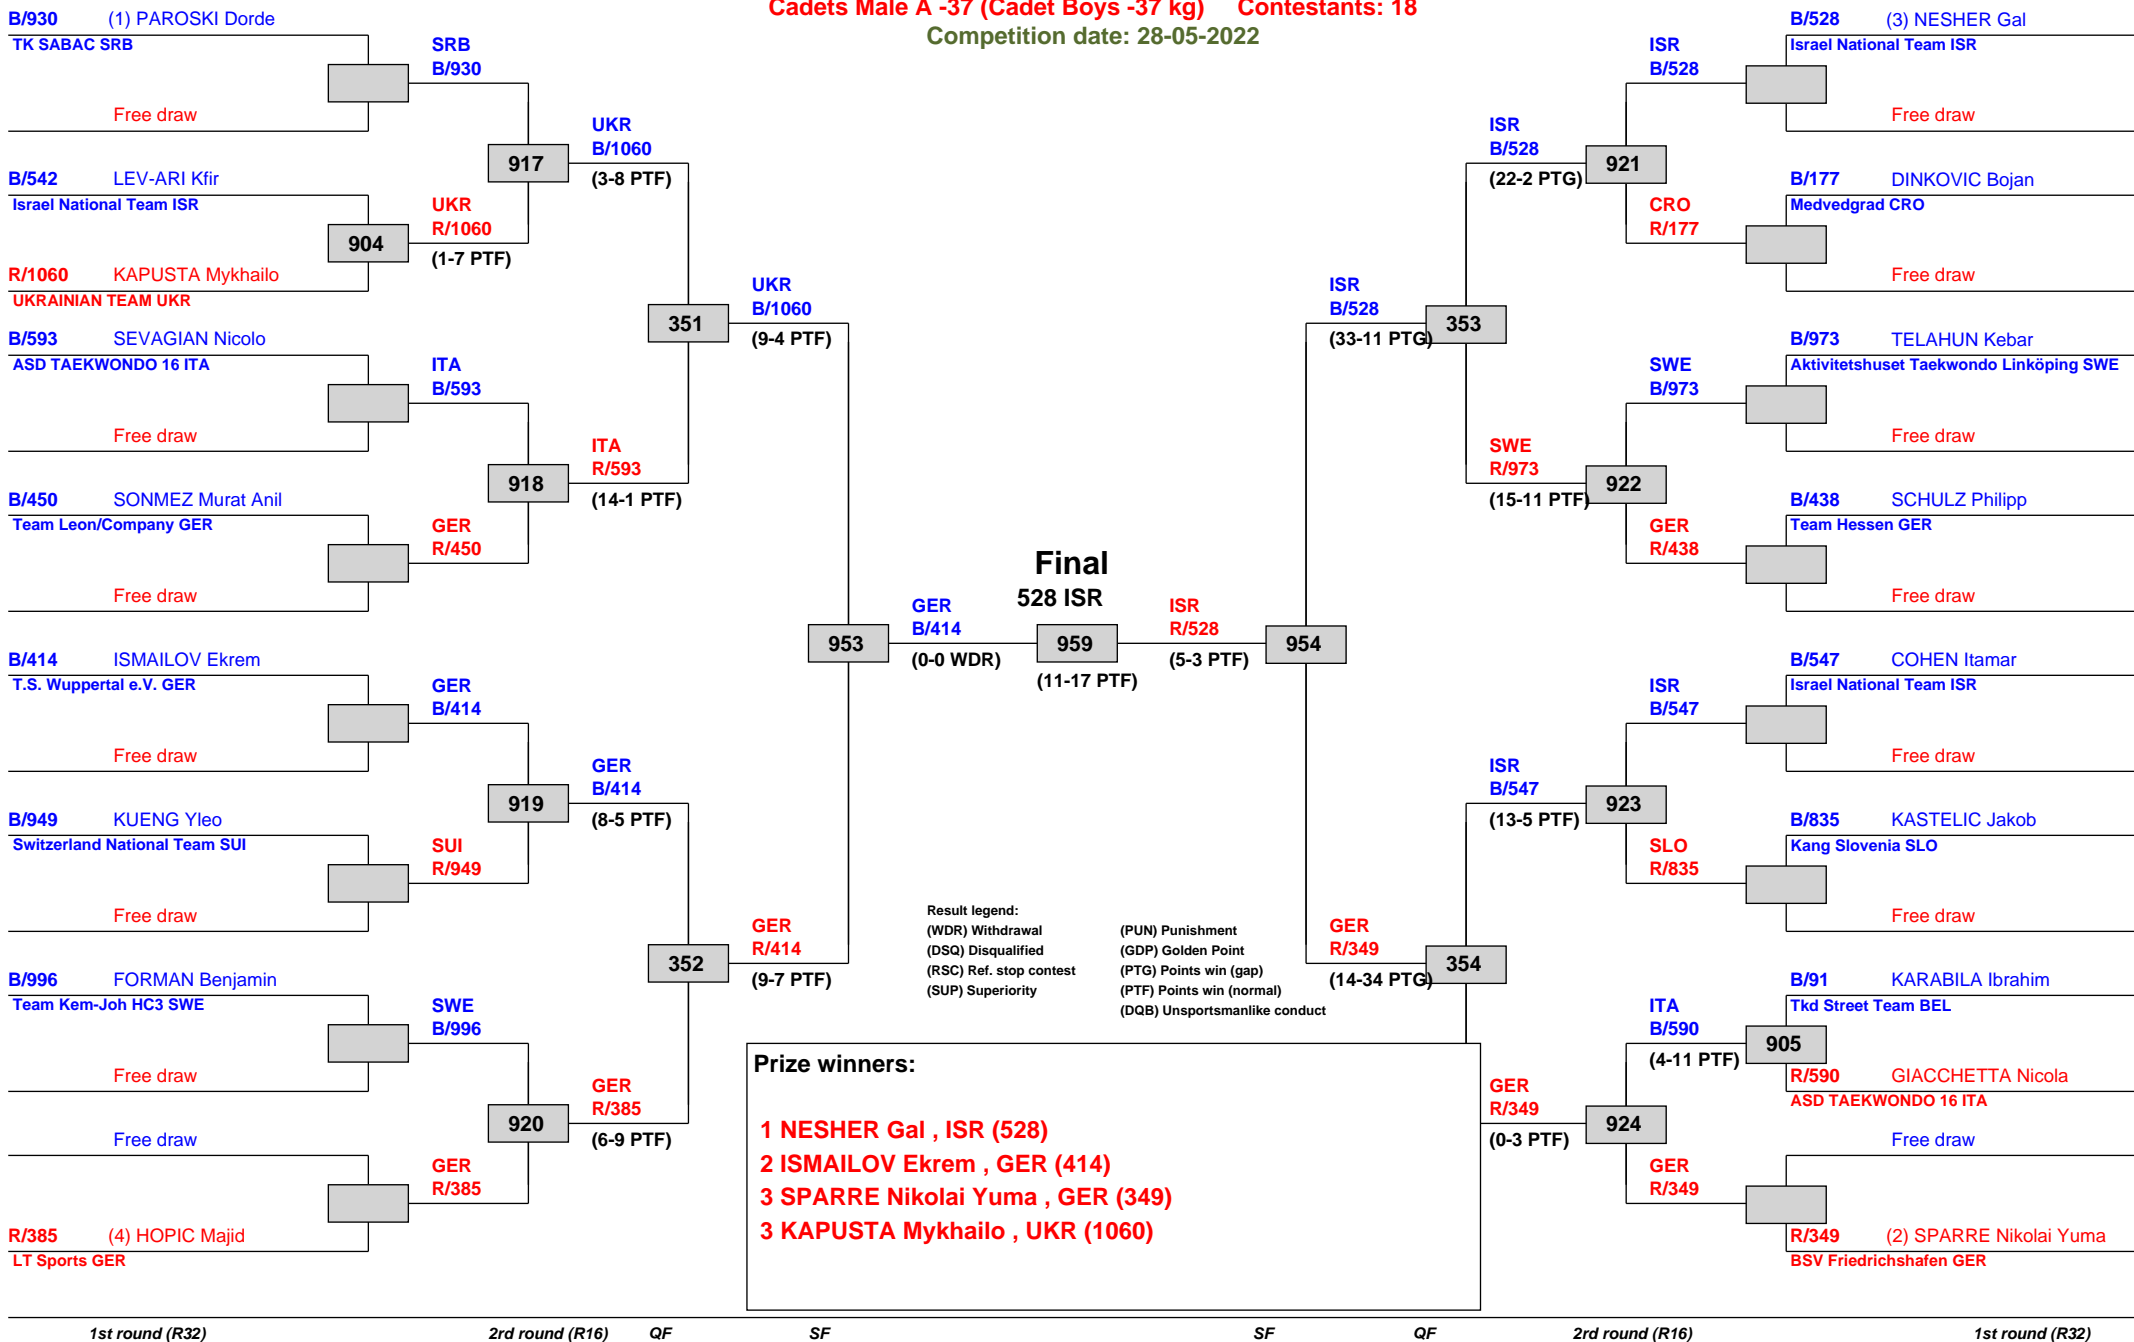 Cadets Male A -37 (Cadet Boys -37 kg) Contestants: 18
Competition date: 28-05-2022
B/930 (1) PAROSKI Dorde
TK SABAC SRB
Free draw
SRB
B/930
B/542 LEV-ARI Kfir
Israel National Team ISR
904
R/1060 KAPUSTA Mykhailo
UKRAINIAN TEAM UKR
UKR
R/1060
(1-7 PTF)
917
UKR
B/1060
(3-8 PTF)
B/593 SEVAGIAN Nicolo
ASD TAEKWONDO 16 ITA
Free draw
ITA
B/593
B/450 SONMEZ Murat Anil
Team Leon/Company GER
Free draw
GER
R/450
918
ITA
R/593
(14-1 PTF)
351
UKR
B/1060
(9-4 PTF)
B/414 ISMAILOV Ekrem
T.S. Wuppertal e.V. GER
Free draw
GER
B/414
B/949 KUENG Yleo
Switzerland National Team SUI
Free draw
SUI
R/949
919
GER
B/414
(8-5 PTF)
B/996 FORMAN Benjamin
Team Kem-Joh HC3 SWE
Free draw
SWE
B/996
Free draw
R/385 (4) HOPIC Majid
LT Sports GER
GER
R/385
920
GER
R/385
(6-9 PTF)
352
GER
R/414
(9-7 PTF)
953
GER
B/414
(0-0 WDR)
Final
528 ISR
959
(11-17 PTF)
ISR
R/528
(5-3 PTF)
954
B/528 (3) NESHER Gal
Israel National Team ISR
Free draw
ISR
B/528
B/177 DINKOVIC Bojan
Medvedgrad CRO
Free draw
CRO
R/177
921
ISR
B/528
(22-2 PTG)
B/973 TELAHUN Kebar
Aktivitetshuset Taekwondo Linköping SWE
Free draw
SWE
B/973
B/438 SCHULZ Philipp
Team Hessen GER
Free draw
GER
R/438
922
SWE
R/973
(15-11 PTF)
353
ISR
B/528
(33-11 PTG)
B/547 COHEN Itamar
Israel National Team ISR
Free draw
ISR
B/547
B/835 KASTELIC Jakob
Kang Slovenia SLO
Free draw
SLO
R/835
923
ISR
B/547
(13-5 PTF)
B/91 KARABILA Ibrahim
Tkd Street Team BEL
905
R/590 GIACCHETTA Nicola
ASD TAEKWONDO 16 ITA
ITA
B/590
(4-11 PTF)
Free draw
R/349 (2) SPARRE Nikolai Yuma
BSV Friedrichshafen GER
GER
R/349
924
GER
R/349
(0-3 PTF)
354
GER
R/349
(14-34 PTG)
Result legend:
(WDR) Withdrawal
(DSQ) Disqualified
(RSC) Ref. stop contest
(SUP) Superiority
(PUN) Punishment
(GDP) Golden Point
(PTG) Points win (gap)
(PTF) Points win (normal)
(DQB) Unsportsmanlike conduct
Prize winners:
1 NESHER Gal , ISR (528)
2 ISMAILOV Ekrem , GER (414)
3 SPARRE Nikolai Yuma , GER (349)
3 KAPUSTA Mykhailo , UKR (1060)
1st round (R32) 2rd round (R16) QF SF SF QF 2rd round (R16) 1st round (R32)